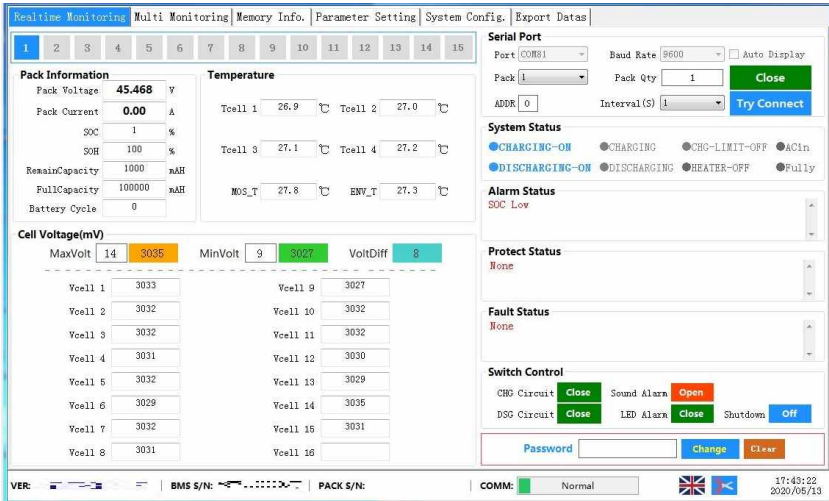 Realtime Monitoring Multi Monitoring Memory Info. Parameter Setting System Config. Export Datas
1 2 3 4 5 6 7 8 9 10 11 12 13 14 15
Pack Information
Pack Voltage 45.468 V
Pack Current 0.00 A
SOC 1 %
SOH 100 %
RemainCapacity 1000 mAH
FullCapacity 100000 mAH
Battery Cycle 0
Temperature
Tcell 1 26.9 ℃ Tcell 2 27.0 ℃
Tcell 3 27.1 ℃ Tcell 4 27.2 ℃
MOS_T 27.8 ℃ ENV_T 27.3 ℃
Cell Voltage(mV)
MaxVolt 14 3035 MinVolt 9 3027 VoltDiff 8
Vcell 1 3033 Vcell 9 3027
Vcell 2 3032 Vcell 10 3032
Vcell 3 3032 Vcell 11 3032
Vcell 4 3031 Vcell 12 3030
Vcell 5 3032 Vcell 13 3029
Vcell 6 3029 Vcell 14 3035
Vcell 7 3032 Vcell 15 3031
Vcell 8 3031 Vcell 16
Serial Port
Port COM81 Baud Rate 9600 Auto Display
Pack 1 Pack Qty 1 Close
ADDR 0 Interval(S) 1 Try Connect
System Status
CHARGING-ON CHARGING CHG-LIMIT-OFF ACin
DISCHARGING-ON DISCHARGING HEATER-OFF Fully
Alarm Status
SOC Low
Protect Status
None
Fault Status
None
Switch Control
CHG Circuit Close Sound Alarm Open
DSG Circuit Close LED Alarm Close Shutdown Off
Password Change Clear
VER: BMS S/N: PACK S/N: COMM: Normal 17:43:22
2020/05/13